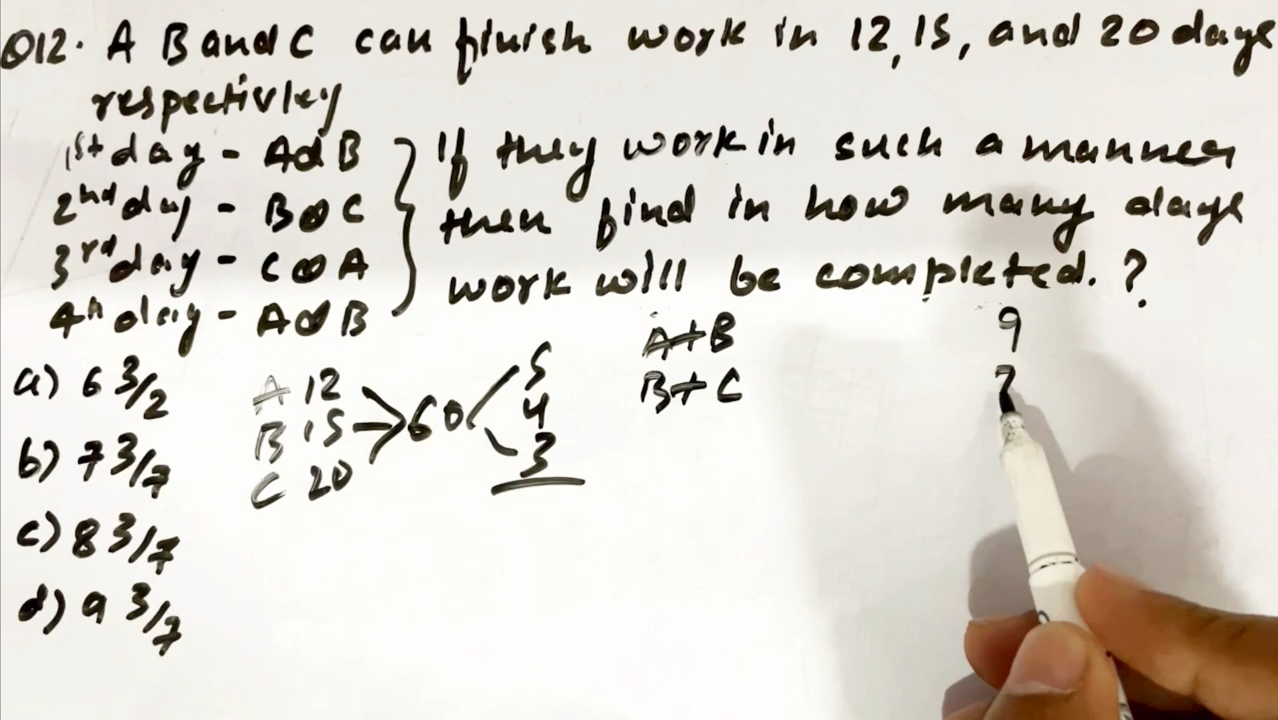 Q12. A B and C can finish work in 12, 15, and 20 days
respectivley
1st day - A & B
2nd day - B & C
3rd day - C & A
4th day - A & B
If they work in such a manner
then find in how many days
work will be completed. ?
a) 6 3/2
b) 7 3/7
c) 8 3/7
d) 9 3/7
A 12
B 15
C 20
60
5
4
3
A+B 9
B+C 7